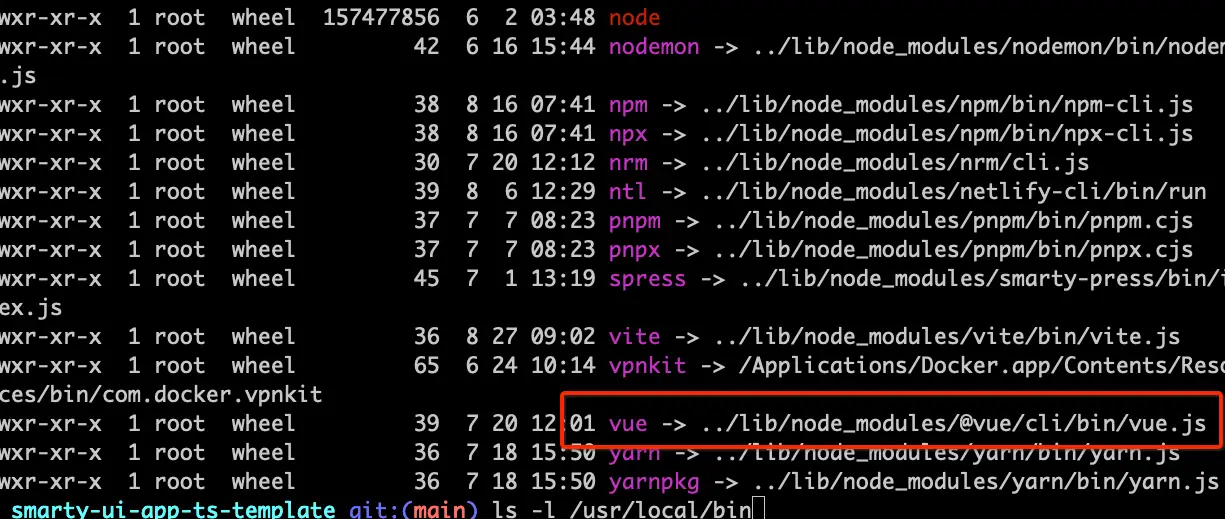 wxr-xr-x  1 root  wheel  157477856  6  2 03:48 node
wxr-xr-x  1 root  wheel         42  6 16 15:44 nodemon -> ../lib/node_modules/nodemon/bin/nodem
.js
wxr-xr-x  1 root  wheel         38  8 16 07:41 npm -> ../lib/node_modules/npm/bin/npm-cli.js
wxr-xr-x  1 root  wheel         38  8 16 07:41 npx -> ../lib/node_modules/npm/bin/npx-cli.js
wxr-xr-x  1 root  wheel         30  7 20 12:12 nrm -> ../lib/node_modules/nrm/cli.js
wxr-xr-x  1 root  wheel         39  8  6 12:29 ntl -> ../lib/node_modules/netlify-cli/bin/run
wxr-xr-x  1 root  wheel         37  7  7 08:23 pnpm -> ../lib/node_modules/pnpm/bin/pnpm.cjs
wxr-xr-x  1 root  wheel         37  7  7 08:23 pnpx -> ../lib/node_modules/pnpm/bin/pnpx.cjs
wxr-xr-x  1 root  wheel         45  7  1 13:19 spress -> ../lib/node_modules/smarty-press/bin/i
ex.js
wxr-xr-x  1 root  wheel         36  8 27 09:02 vite -> ../lib/node_modules/vite/bin/vite.js
wxr-xr-x  1 root  wheel         65  6 24 10:14 vpnkit -> /Applications/Docker.app/Contents/Reso
ces/bin/com.docker.vpnkit
wxr-xr-x  1 root  wheel         39  7 20 12:01 vue -> ../lib/node_modules/@vue/cli/bin/vue.js
wxr-xr-x  1 root  wheel         36  7 18 15:50 yarn -> ../lib/node_modules/yarn/bin/yarn.js
wxr-xr-x  1 root  wheel         36  7 18 15:50 yarnpkg -> ../lib/node_modules/yarn/bin/yarn.js
smarty-ui-app-ts-template git:(main) ls -l /usr/local/bin